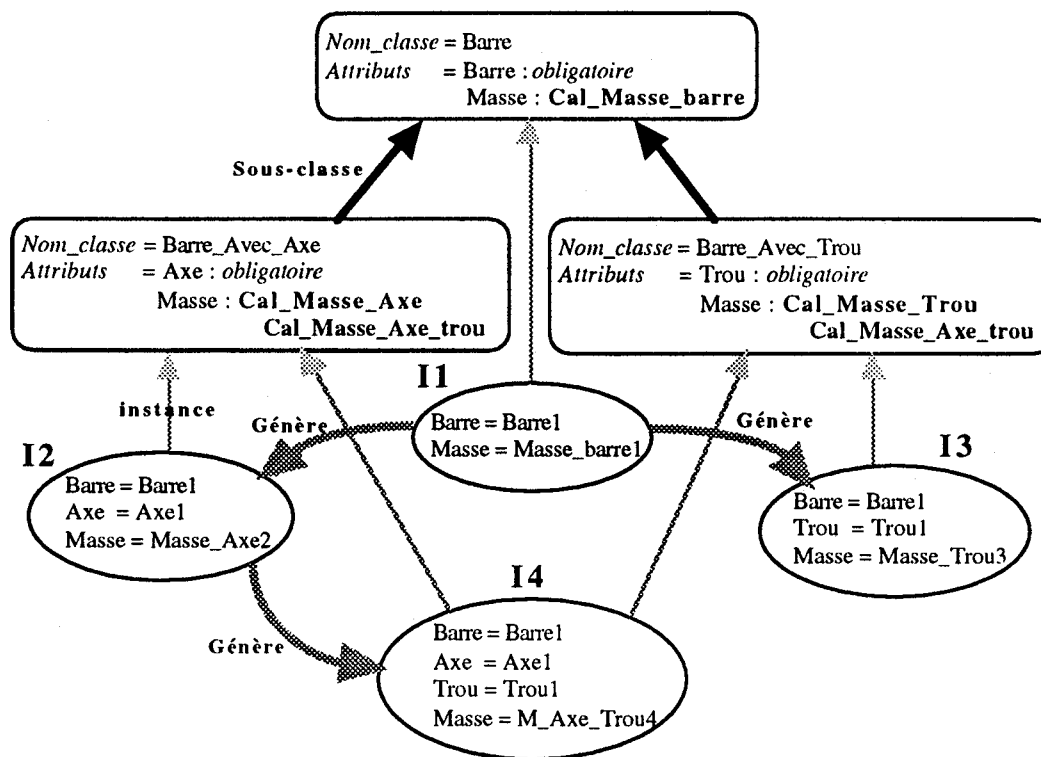 Nom_classe = Barre
Attributs = Barre : obligatoire
Masse : Cal_Masse_barre
Sous-classe
Nom_classe = Barre_Avec_Axe
Attributs = Axe : obligatoire
Masse : Cal_Masse_Axe
Cal_Masse_Axe_trou
Nom_classe = Barre_Avec_Trou
Attributs = Trou : obligatoire
Masse : Cal_Masse_Trou
Cal_Masse_Axe_trou
I1
instance
Génère
Barre = Barre1
Masse = Masse_barre1
Génère
I2
Barre = Barre1
Axe = Axe1
Masse = Masse_Axe2
I3
Barre = Barre1
Trou = Trou1
Masse = Masse_Trou3
I4
Génère
Barre = Barre1
Axe = Axe1
Trou = Trou1
Masse = M_Axe_Trou4